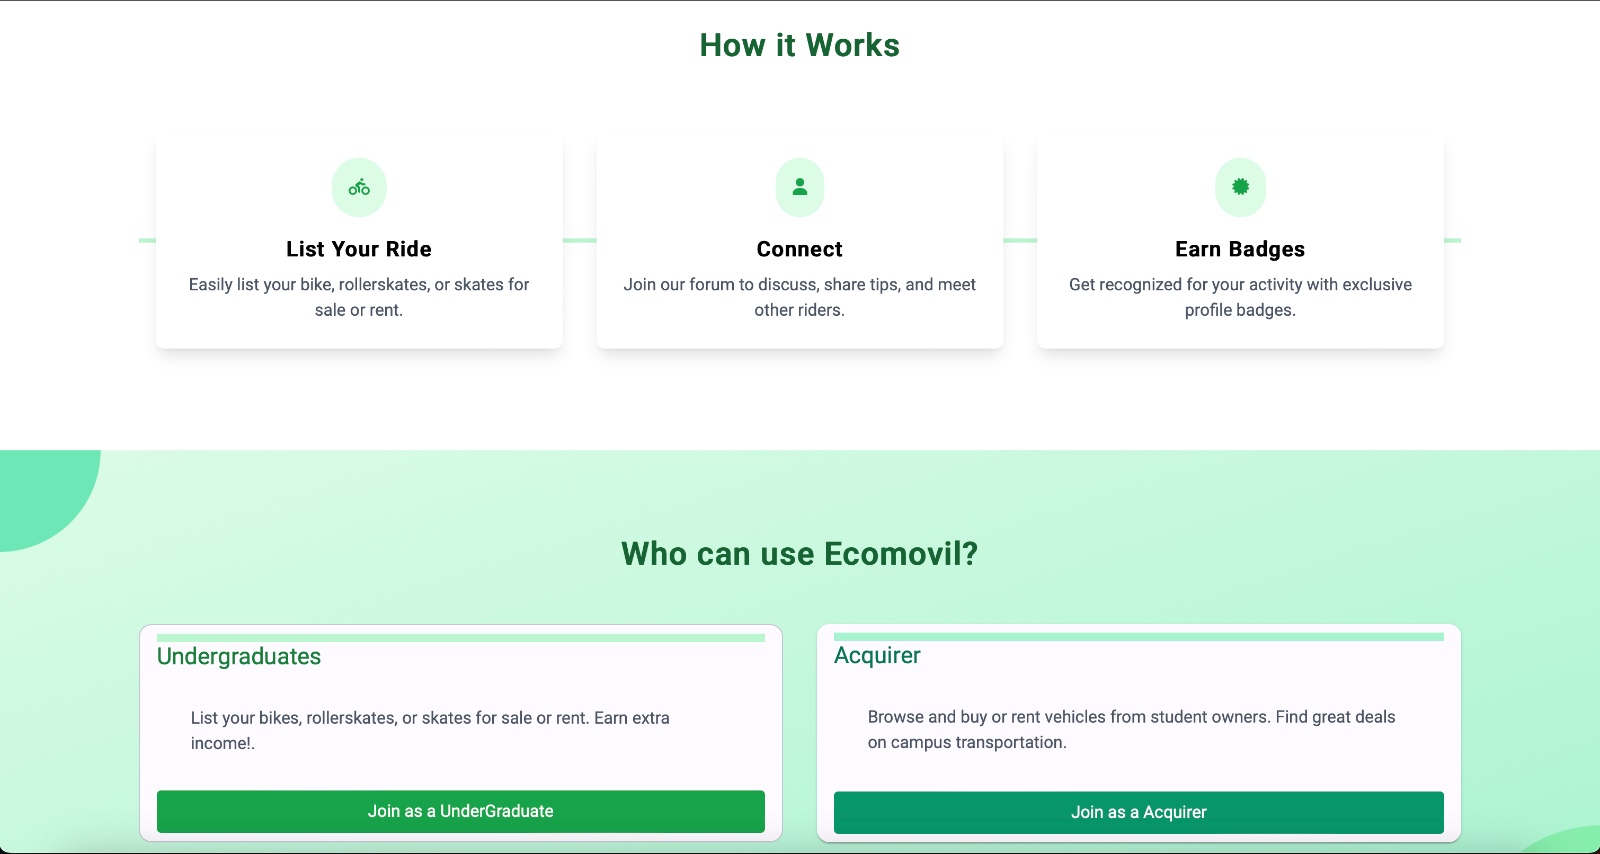 How it Works
List Your Ride
Easily list your bike, rollerskates, or skates for
sale or rent.
Connect
Join our forum to discuss, share tips, and meet
other riders.
Earn Badges
Get recognized for your activity with exclusive
profile badges.
Who can use Ecomovil?
Undergraduates
List your bikes, rollerskates, or skates for sale or rent. Earn extra
income!.
Join as a UnderGraduate
Acquirer
Browse and buy or rent vehicles from student owners. Find great deals
on campus transportation.
Join as a Acquirer